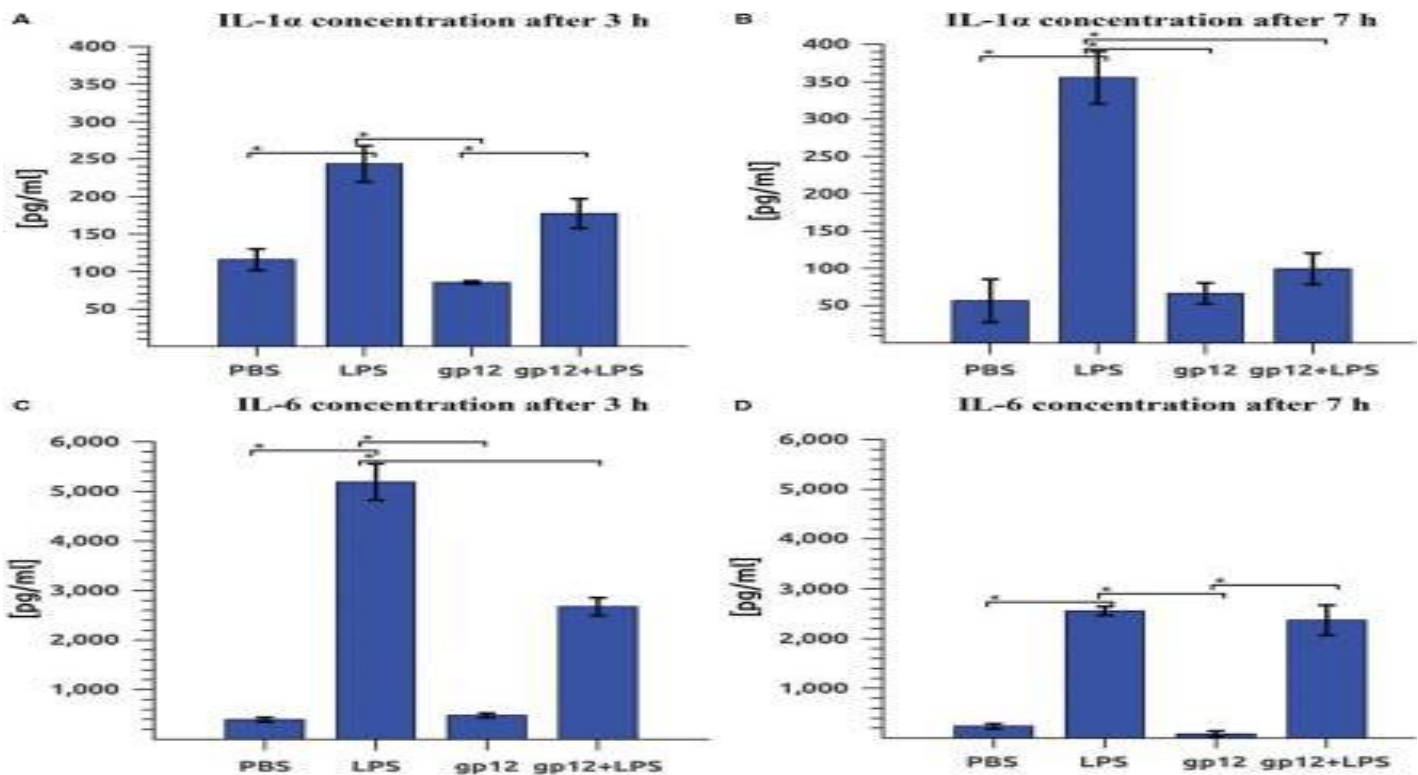 A IL-1α concentration after 3 h
400
350
300
250
200
150
100
50
[pg/ml]
* * *
PBS LPS gp12 gp12+LPS
B IL-1α concentration after 7 h
400
350
300
250
200
150
100
50
[pg/ml]
* * *
PBS LPS gp12 gp12+LPS
C IL-6 concentration after 3 h
6,000
5,000
4,000
3,000
2,000
1,000
[pg/ml]
* * *
PBS LPS gp12 gp12+LPS
D IL-6 concentration after 7 h
6,000
5,000
4,000
3,000
2,000
1,000
[pg/ml]
* * *
PBS LPS gp12 gp12+LPS